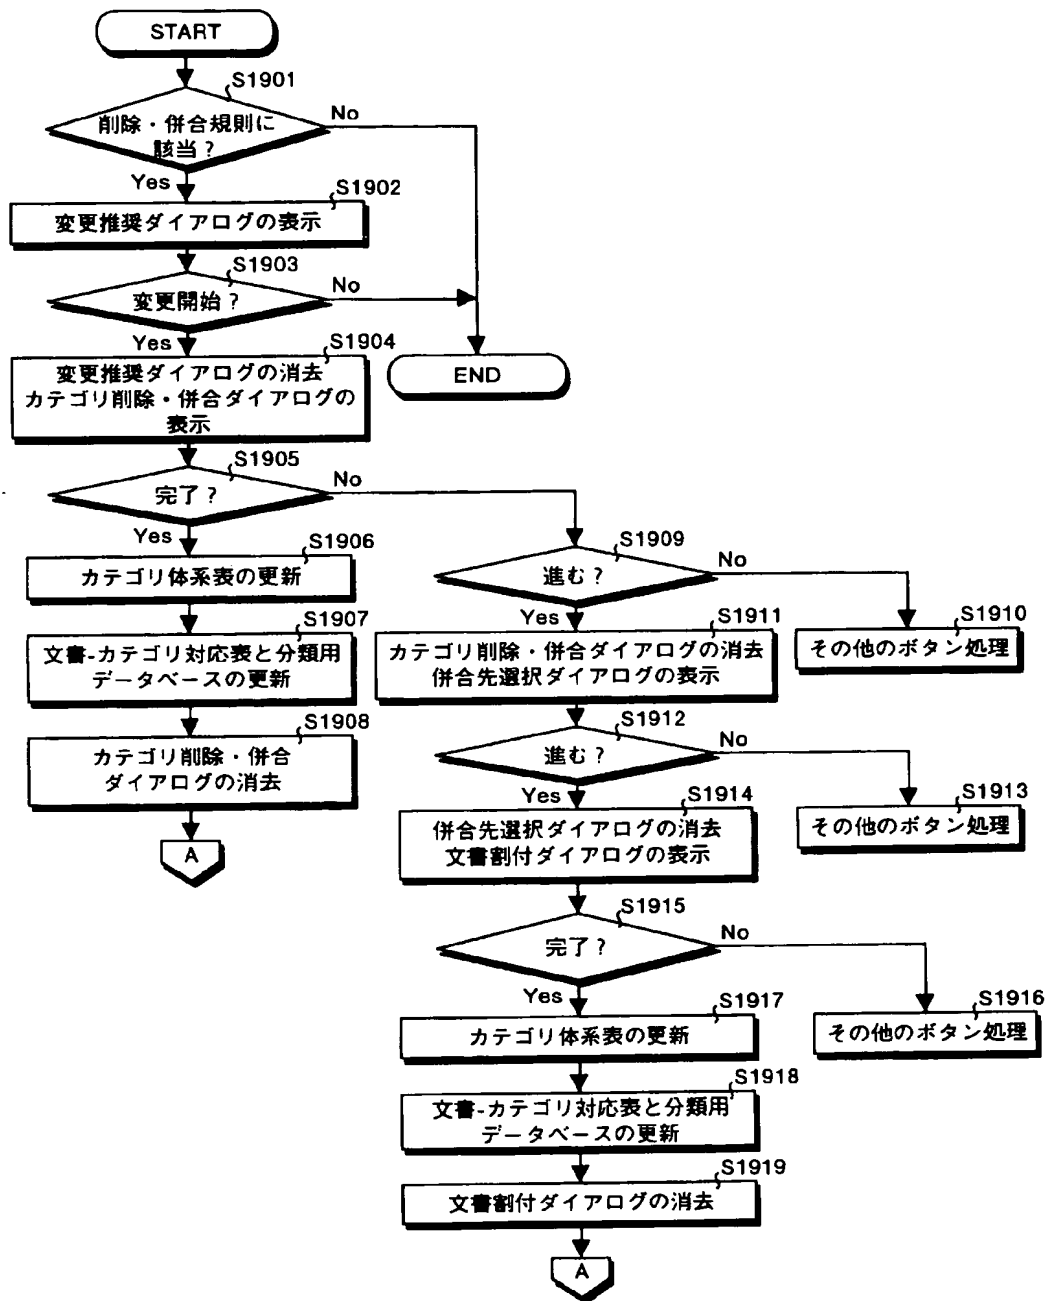 START
S1901
削除・併合規則に
該当?
No
Yes
S1902
変更推奨ダイアログの表示
S1903
変更開始?
No
Yes
S1904
変更推奨ダイアログの消去
カテゴリ削除・併合ダイアログの
表示
END
S1905
完了?
No
Yes
S1906
カテゴリ体系表の更新
S1907
文書-カテゴリ対応表と分類用
データベースの更新
S1908
カテゴリ削除・併合
ダイアログの消去
A
S1909
進む?
No
Yes
S1910
その他のボタン処理
S1911
カテゴリ削除・併合ダイアログの消去
併合先選択ダイアログの表示
S1912
進む?
No
Yes
S1913
その他のボタン処理
S1914
併合先選択ダイアログの消去
文書割付ダイアログの表示
S1915
完了?
No
Yes
S1916
その他のボタン処理
S1917
カテゴリ体系表の更新
S1918
文書-カテゴリ対応表と分類用
データベースの更新
S1919
文書割付ダイアログの消去
A